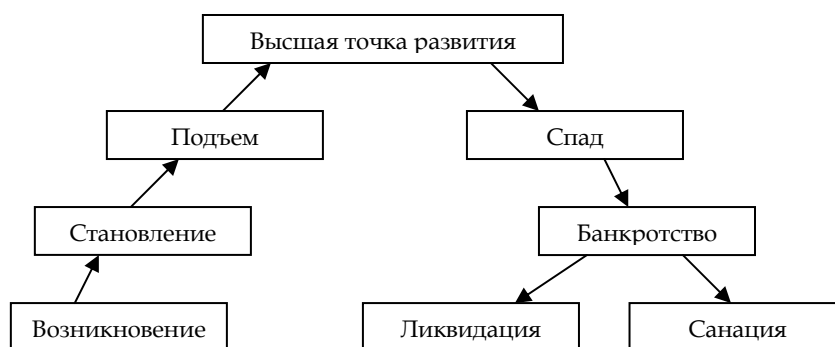 Высшая точка развития
Подъем
Спад
Становление
Банкротство
Возникновение
Ликвидация
Санация